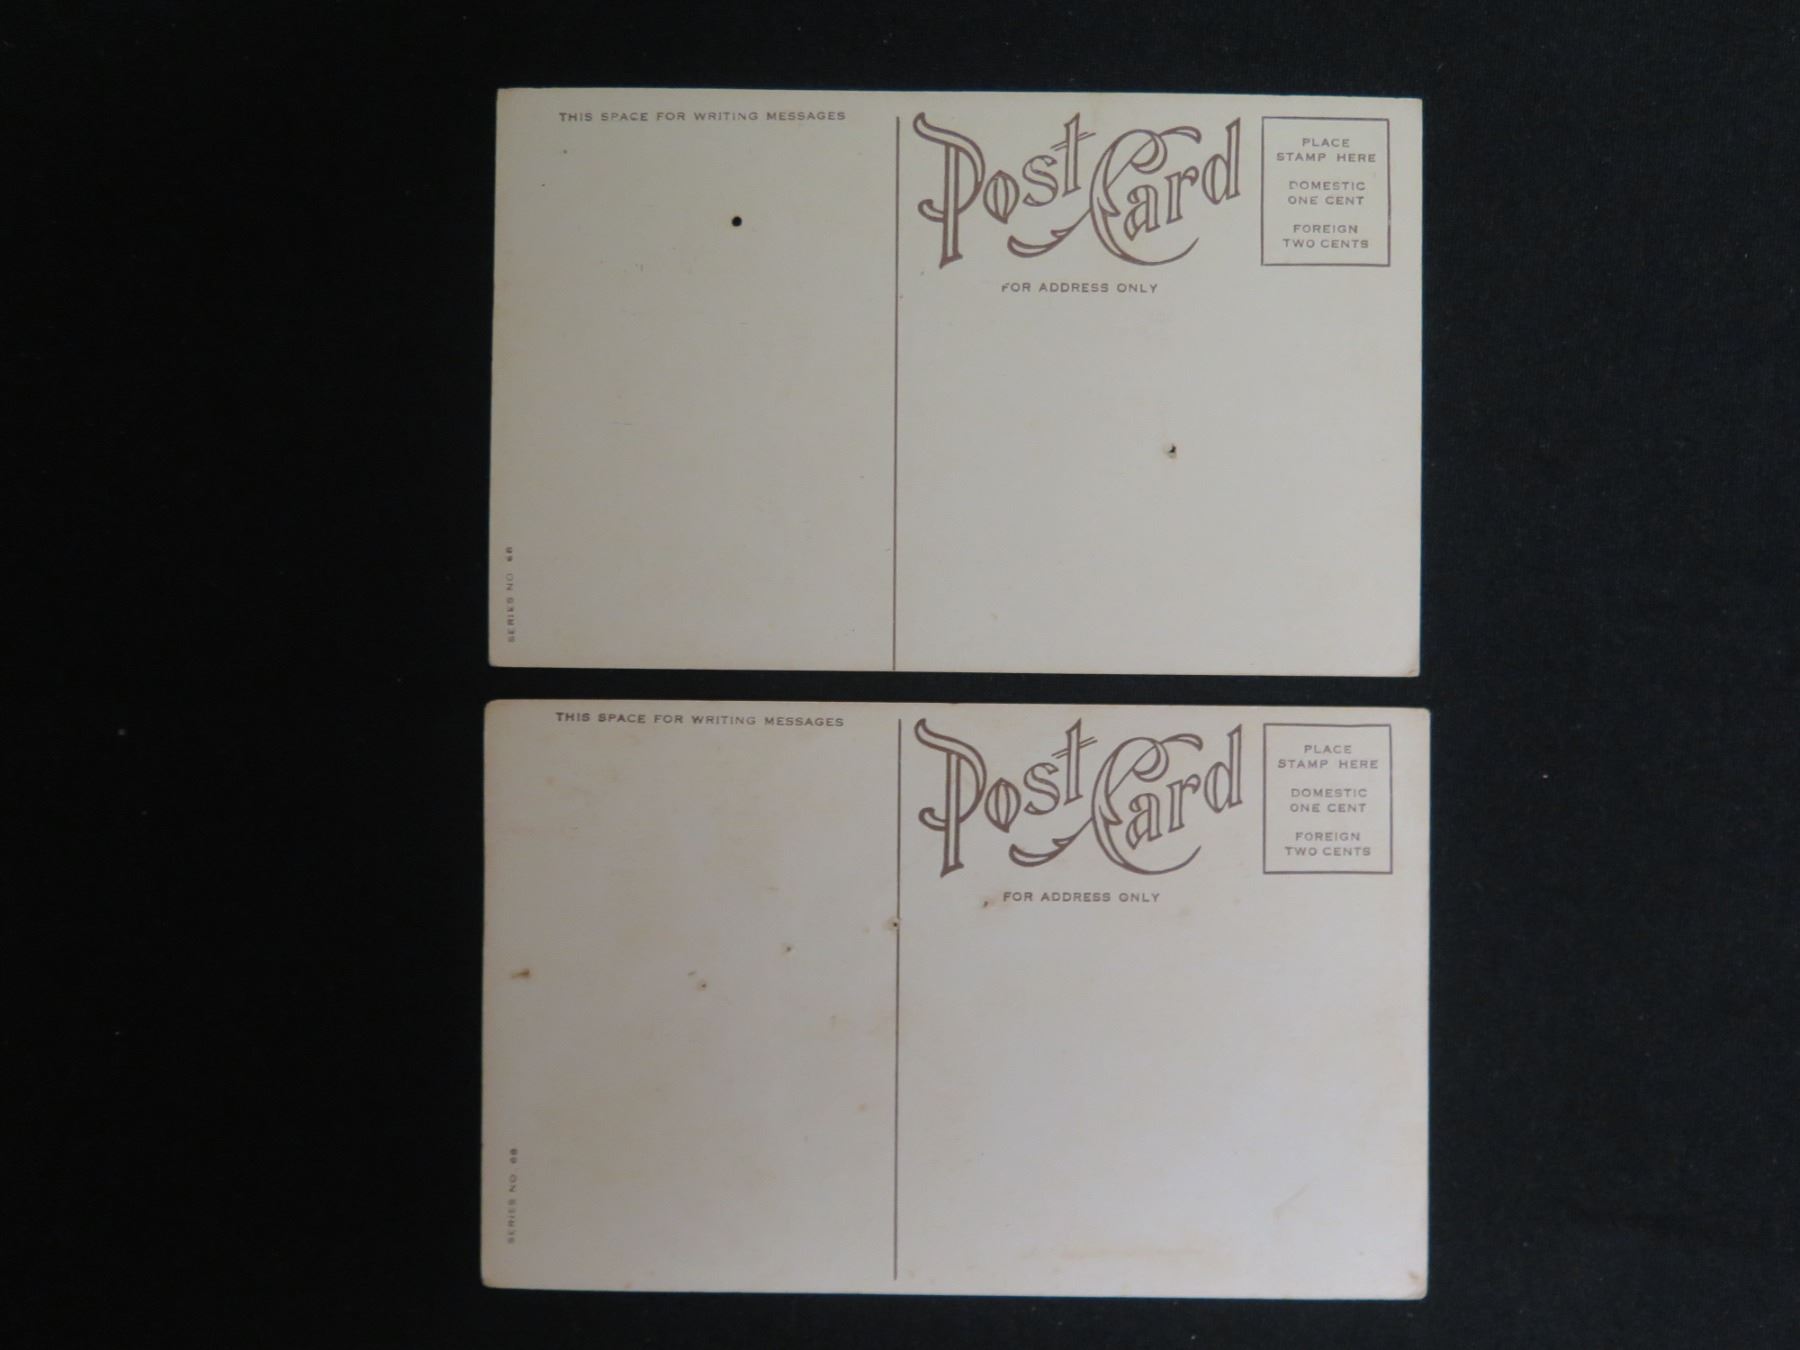 THIS SPACE FOR WRITING MESSAGES
Post Card
PLACE
STAMP HERE
DOMESTIC
ONE CENT
FOREIGN
TWO CENTS
FOR ADDRESS ONLY
SERIES NO
THIS SPACE FOR WRITING MESSAGES
Post Card
PLACE
STAMP HERE
DOMESTIC
ONE CENT
FOREIGN
TWO CENTS
FOR ADDRESS ONLY
SERIES NO.